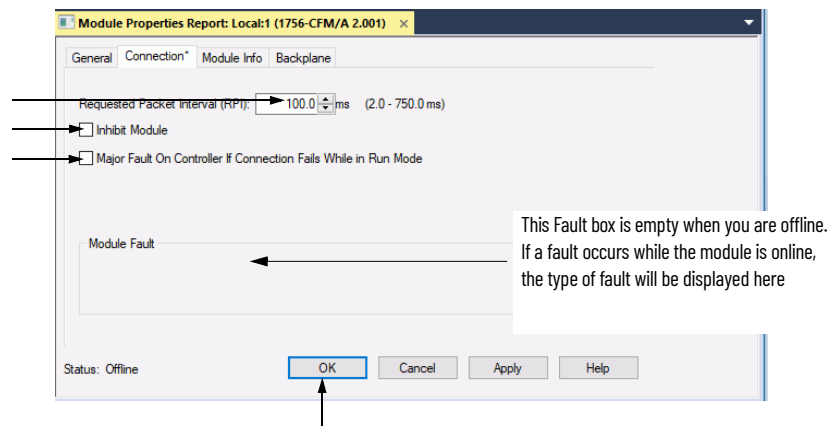 Module Properties Report: Local:1 (1756-CFM/A 2.001) ×
General Connection* Module Info Backplane
Requested Packet Interval (RPI): 100.0 ms (2.0 - 750.0 ms)
Inhibit Module
Major Fault On Controller If Connection Fails While in Run Mode
This Fault box is empty when you are offline.
If a fault occurs while the module is online,
the type of fault will be displayed here
Module Fault
Status: Offline OK Cancel Apply Help